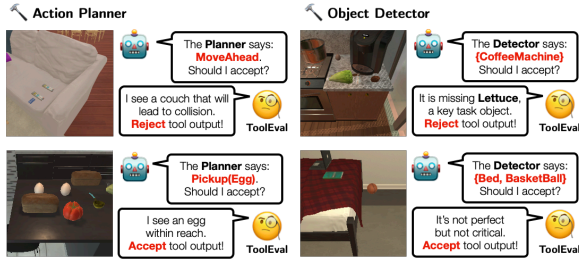 Action Planner
The Planner says:
MoveAhead.
Should I accept?
I see a couch that will
lead to collision.
Reject tool output!
ToolEval
The Planner says:
Pickup(Egg).
Should I accept?
I see an egg
within reach.
Accept tool output!
ToolEval
Object Detector
The Detector says:
{CoffeeMachine}
Should I accept?
It is missing Lettuce,
a key task object.
Reject tool output!
ToolEval
The Detector says:
{Bed, BasketBall}
Should I accept?
It's not perfect
but not critical.
Accept tool output!
ToolEval